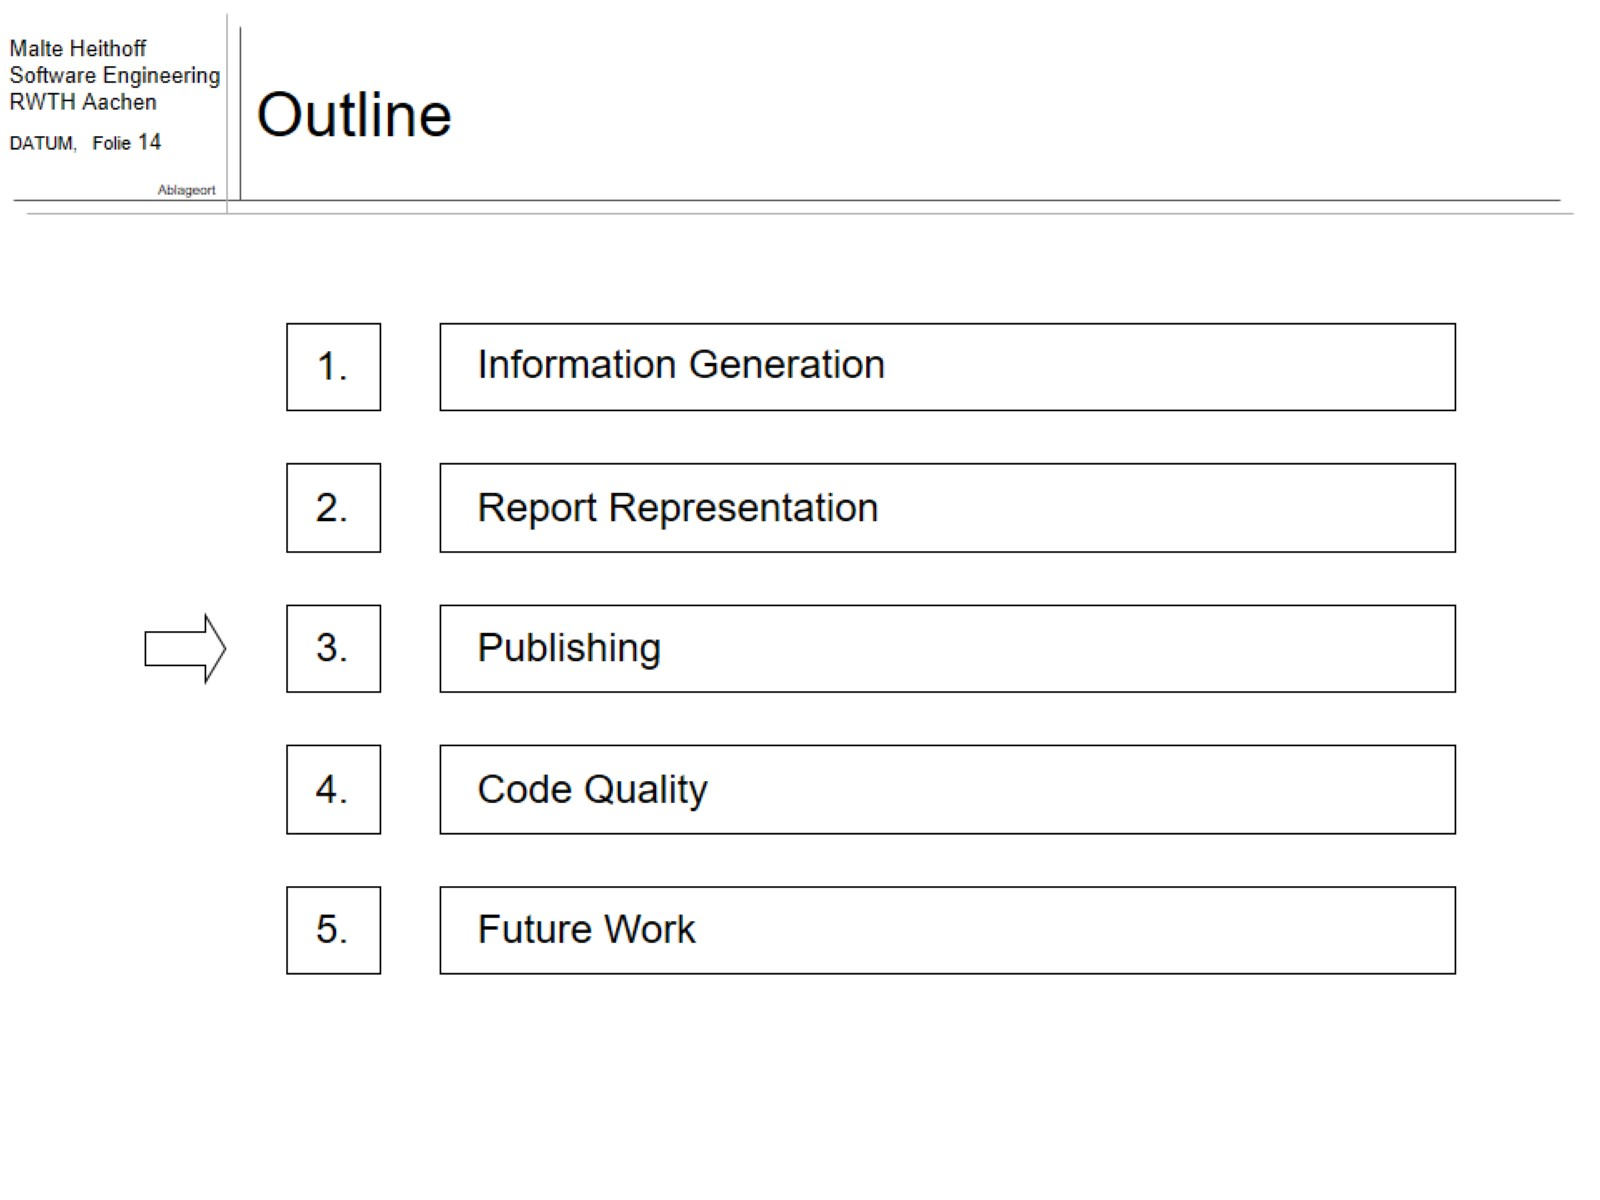 Malte Heithoff
Software Engineering
RWTH Aachen
DATUM, Folie 14
Ablageort
Outline
1. Information Generation
2. Report Representation
3. Publishing
4. Code Quality
5. Future Work